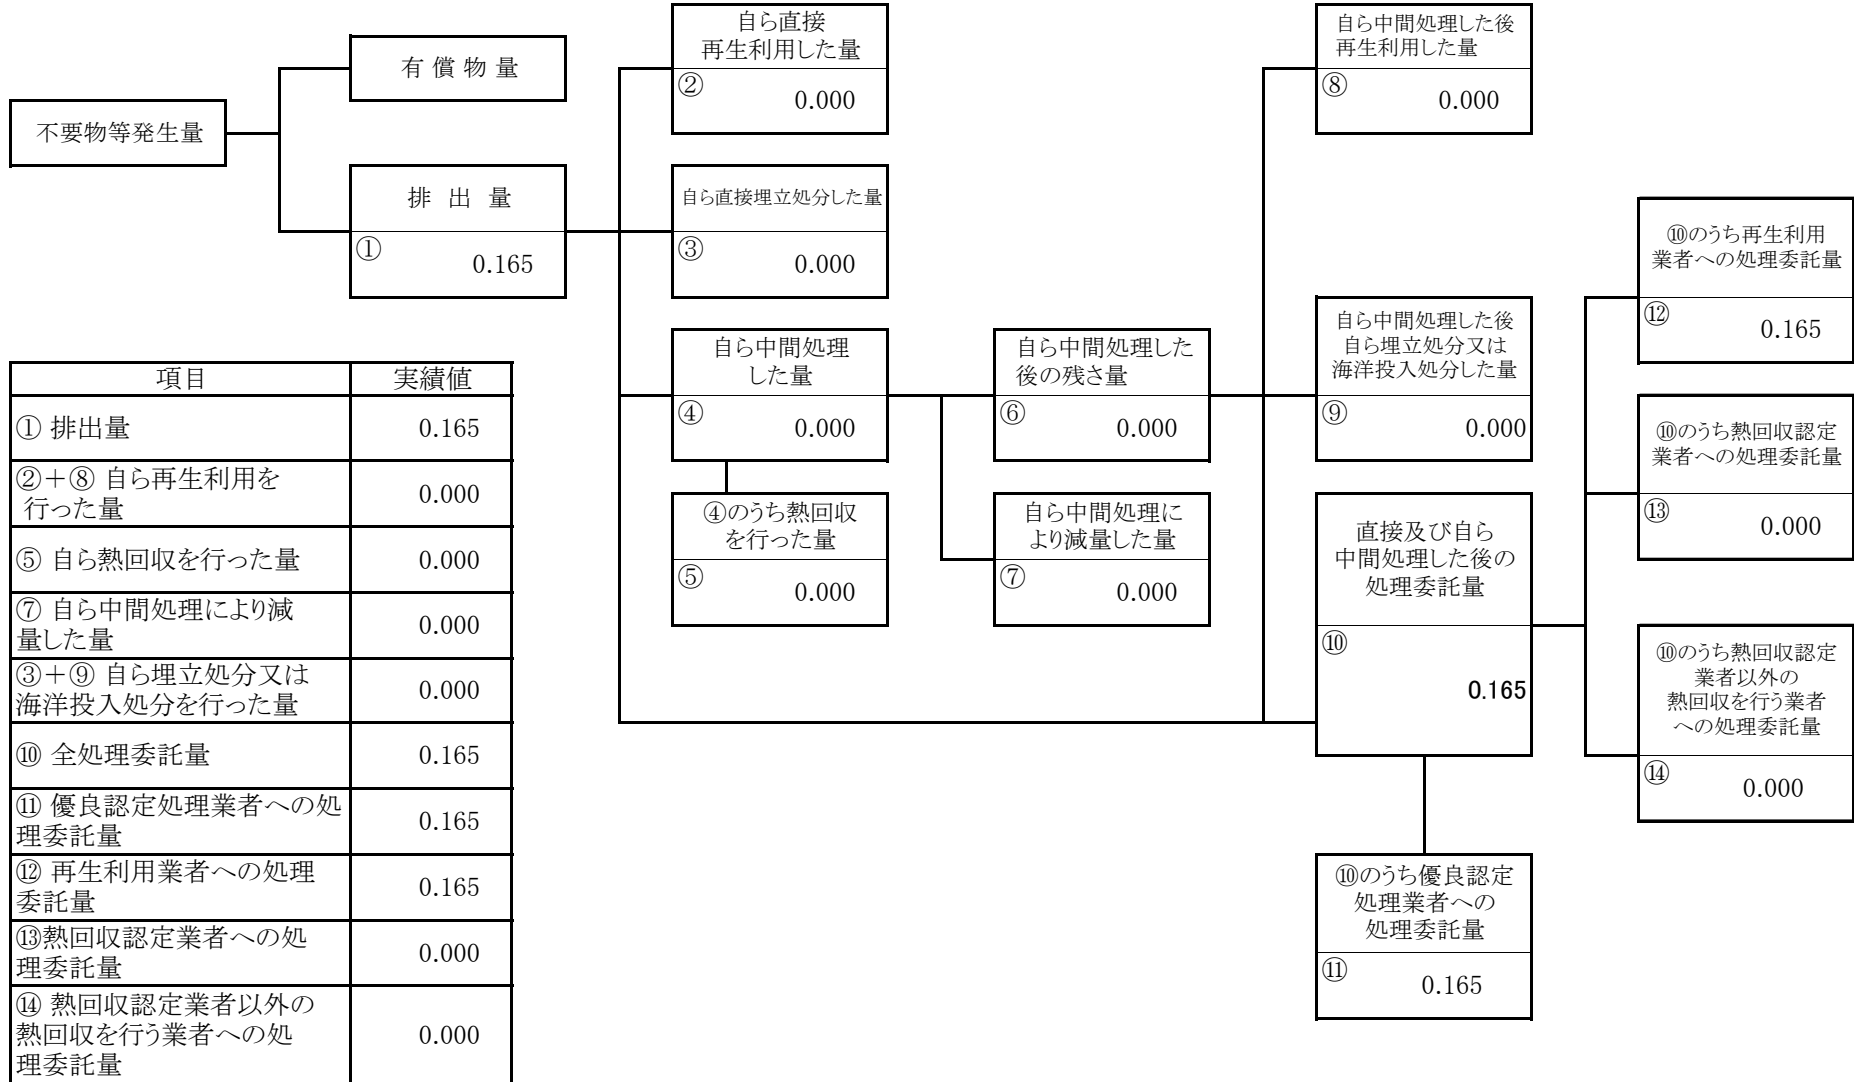 不要物等発生量
有 償 物 量
排 出 量
①
0.165
自ら直接
再生利用した量
②
0.000
自ら直接埋立処分した量
③
0.000
自ら中間処理
した量
④
0.000
④のうち熱回収
を行った量
⑤
0.000
自ら中間処理した
後の残さ量
⑥
0.000
自ら中間処理に
より減量した量
⑦
0.000
自ら中間処理した後
再生利用した量
⑧
0.000
自ら中間処理した後
自ら埋立処分又は
海洋投入処分した量
⑨
0.000
直接及び自ら
中間処理した後の
処理委託量
⑩
0.165
⑩のうち優良認定
処理業者への
処理委託量
⑪
0.165
⑩のうち再生利用
業者への処理委託量
⑫
0.165
⑩のうち熱回収認定
業者への処理委託量
⑬
0.000
⑩のうち熱回収認定
業者以外の
熱回収を行う業者
への処理委託量
⑭
0.000
項目 実績値
① 排出量 0.165
②+⑧ 自ら再生利用を
行った量 0.000
⑤ 自ら熱回収を行った量 0.000
⑦ 自ら中間処理により減
量した量 0.000
③+⑨ 自ら埋立処分又は
海洋投入処分を行った量 0.000
⑩ 全処理委託量 0.165
⑪ 優良認定処理業者への処
理委託量 0.165
⑫ 再生利用業者への処理
委託量 0.165
⑬熱回収認定業者への処
理委託量 0.000
⑭ 熱回収認定業者以外の
熱回収を行う業者への処
理委託量 0.000